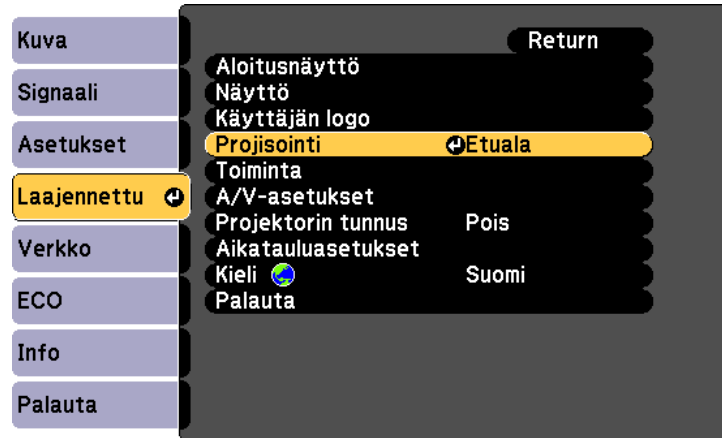 Kuva
Signaali
Asetukset
Laajennettu
Verkko
ECO
Info
Palauta
Return
Aloitusnäyttö
Näyttö
Käyttäjän logo
Projisointi Etuala
Toiminta
A/V-asetukset
Projektorin tunnus Pois
Aikatauluasetukset
Kieli Suomi
Palauta